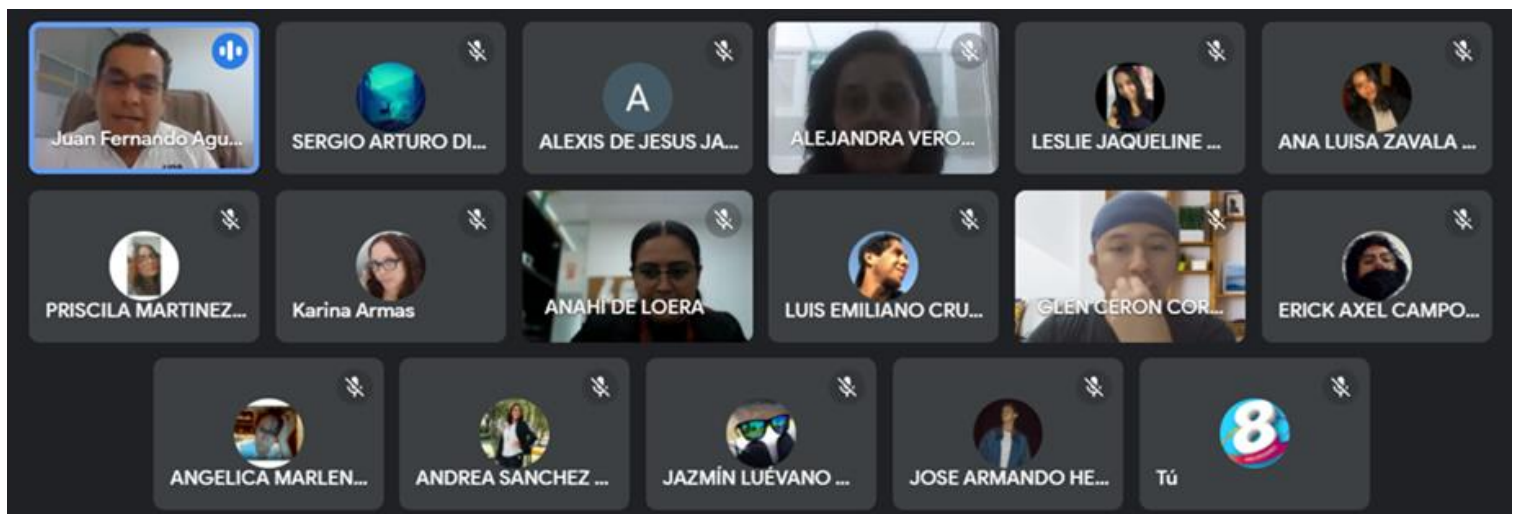 Juan Fernando Agu...
SERGIO ARTURO DI...
A
ALEXIS DE JESUS JA...
ALEJANDRA VERO...
LESLIE JAQUELINE ...
ANA LUISA ZAVALA ...
PRISCILA MARTINEZ...
Karina Armas
ANAHÍ DE LOERA
LUIS EMILIANO CRU...
GLEN CERON COR...
ERICK AXEL CAMPO...
ANGELICA MARLEN...
ANDREA SANCHEZ ...
JAZMÍN LUÉVANO ...
JOSE ARMANDO HE...
8
Tú